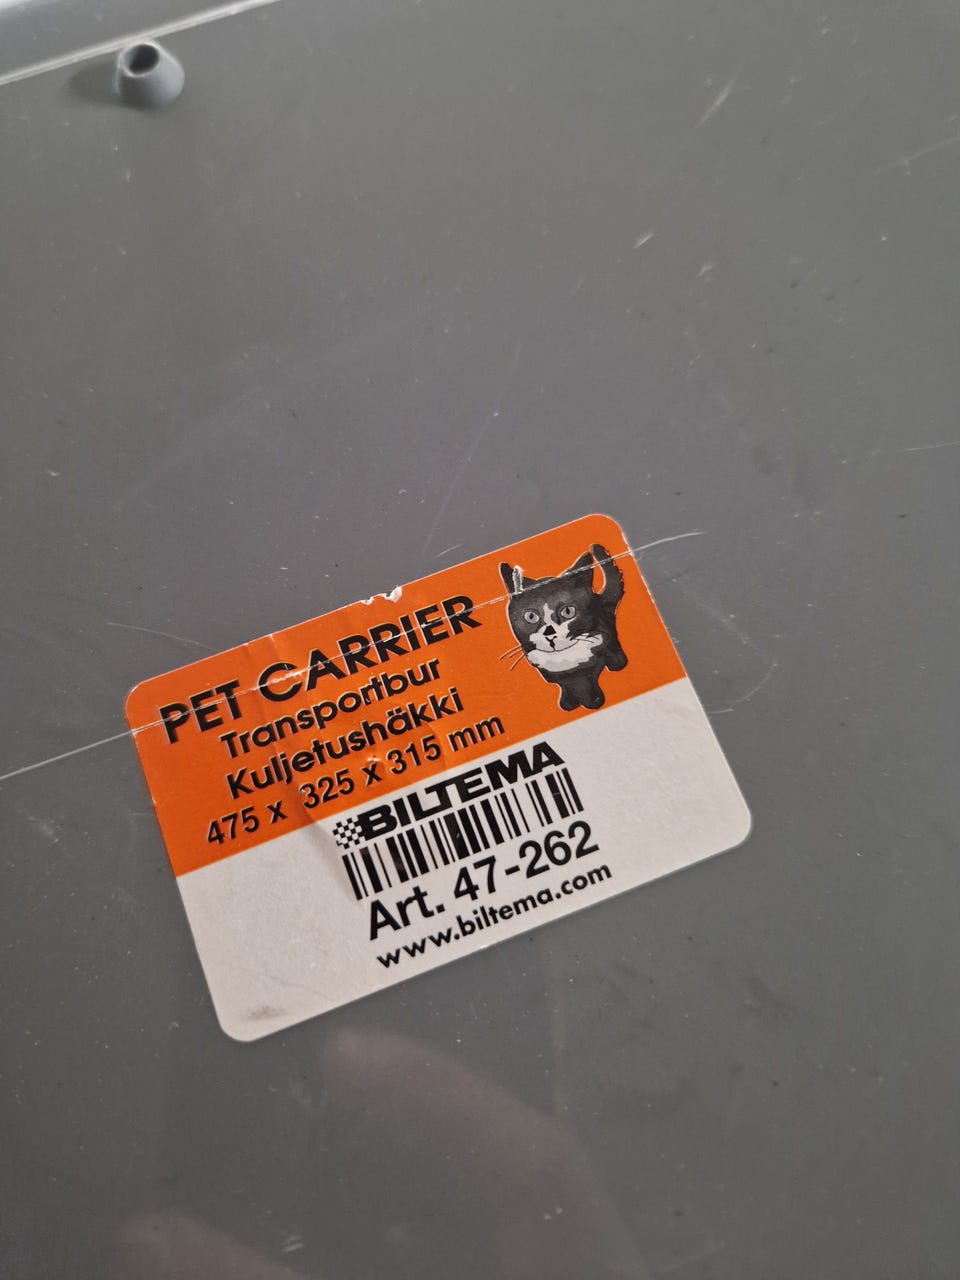 PET CARRIER
Transportbur
Kuljetushäkki
475 x 325 x 315 mm
BILTEMA
Art. 47-262
www.biltema.com